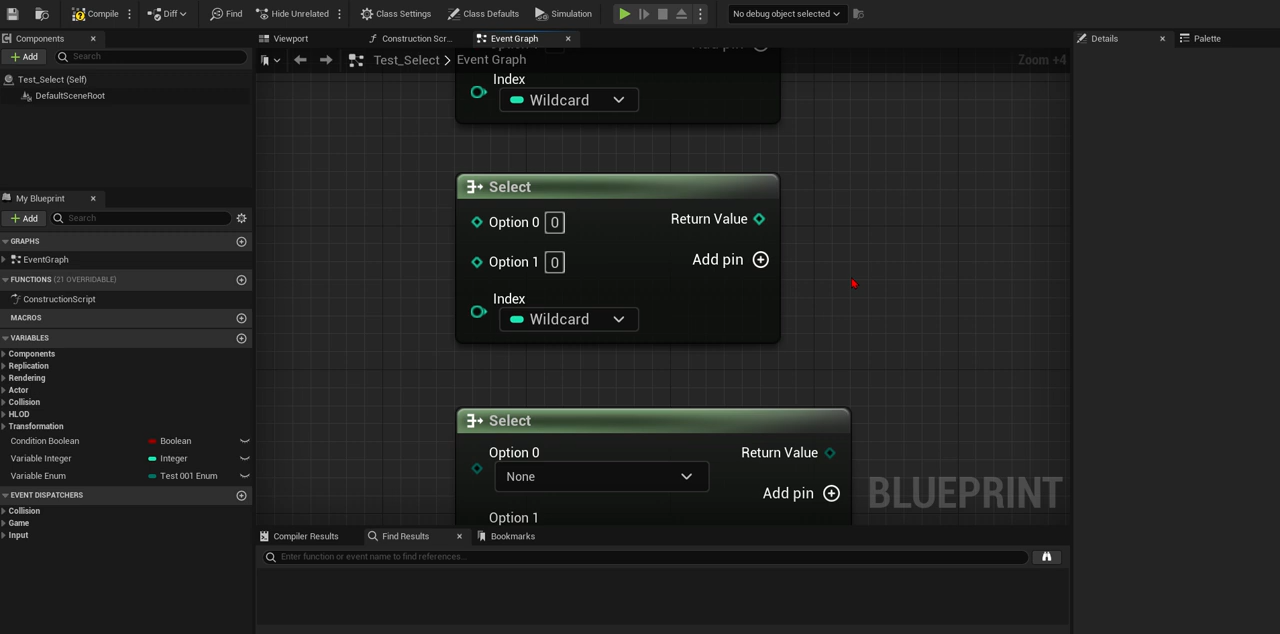 Compile
Diff
Find
Hide Unrelated
Class Settings
Class Defaults
Simulation
No debug object selected
Components
Viewport
Construction Scr...
Event Graph
Details
Palette
Add
Search
Test_Select > Event Graph
Zoom +4
Test_Select (Self)
DefaultSceneRoot
Index
Wildcard
Select
Option 0 0
Return Value
Option 1 0
Add pin
Index
Wildcard
Select
Option 0
None
Return Value
Add pin
Option 1
BLUEPRINT
My Blueprint
Add
Search
GRAPHS
EventGraph
FUNCTIONS (21 OVERRIDABLE)
ConstructionScript
MACROS
VARIABLES
Components
Replication
Rendering
Actor
Collision
HLOD
Transformation
Condition Boolean Boolean
Variable Integer Integer
Variable Enum Test 001 Enum
EVENT DISPATCHERS
Collision
Game
Input
Compiler Results
Find Results
Bookmarks
Enter function or event name to find references...